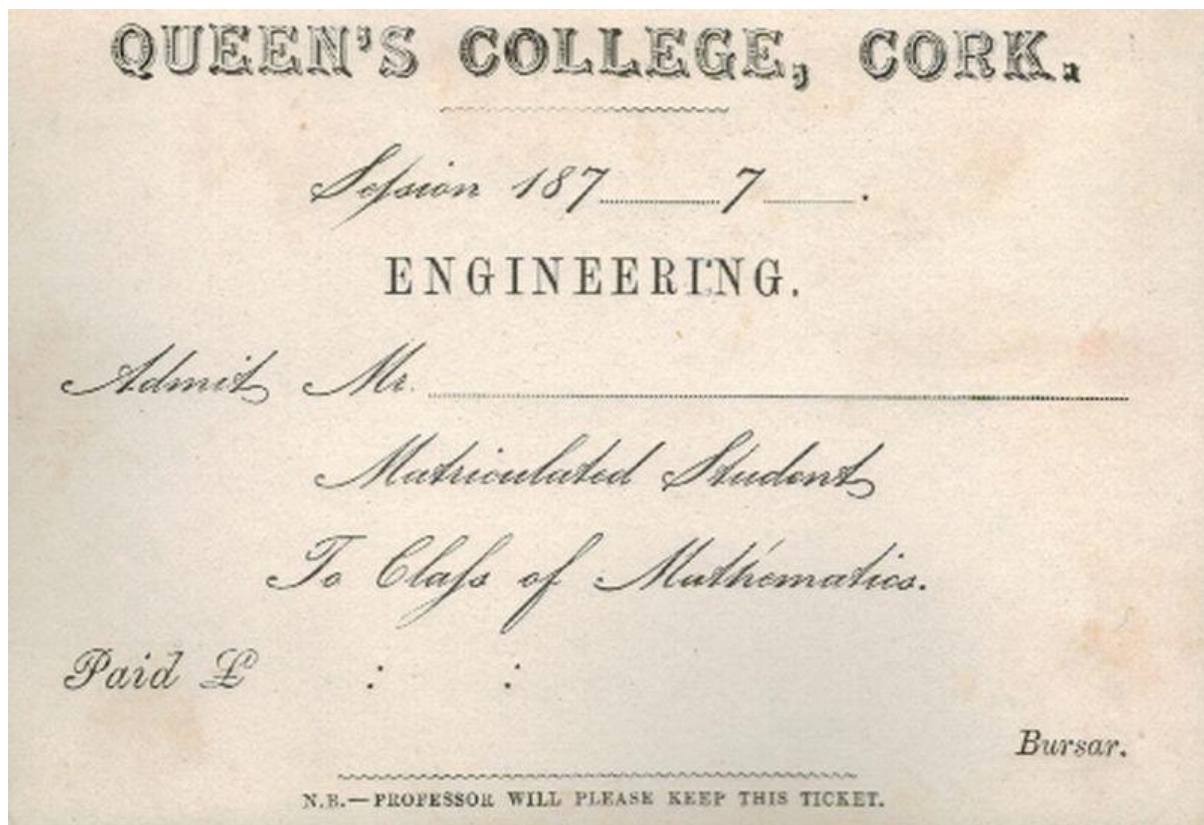 QUEEN'S COLLEGE, CORK.
Seſsion 187........7........
ENGINEERING.
Admit Mr. ........................
Matriculated Student
To Claſs of Mathematics.
Paid £ : :
Bursar.
N.B.—PROFESSOR WILL PLEASE KEEP THIS TICKET.